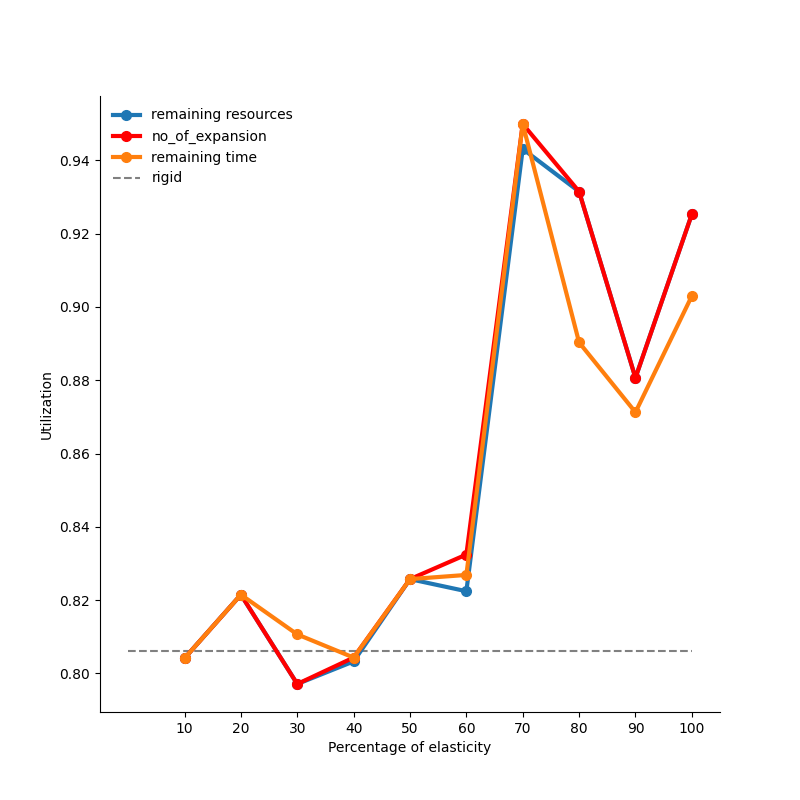 remaining resources
no_of_expansion
remaining time
rigid
0.94
0.92
0.90
0.88
0.86
0.84
0.82
0.80
Utilization
10 20 30 40 50 60 70 80 90 100
Percentage of elasticity